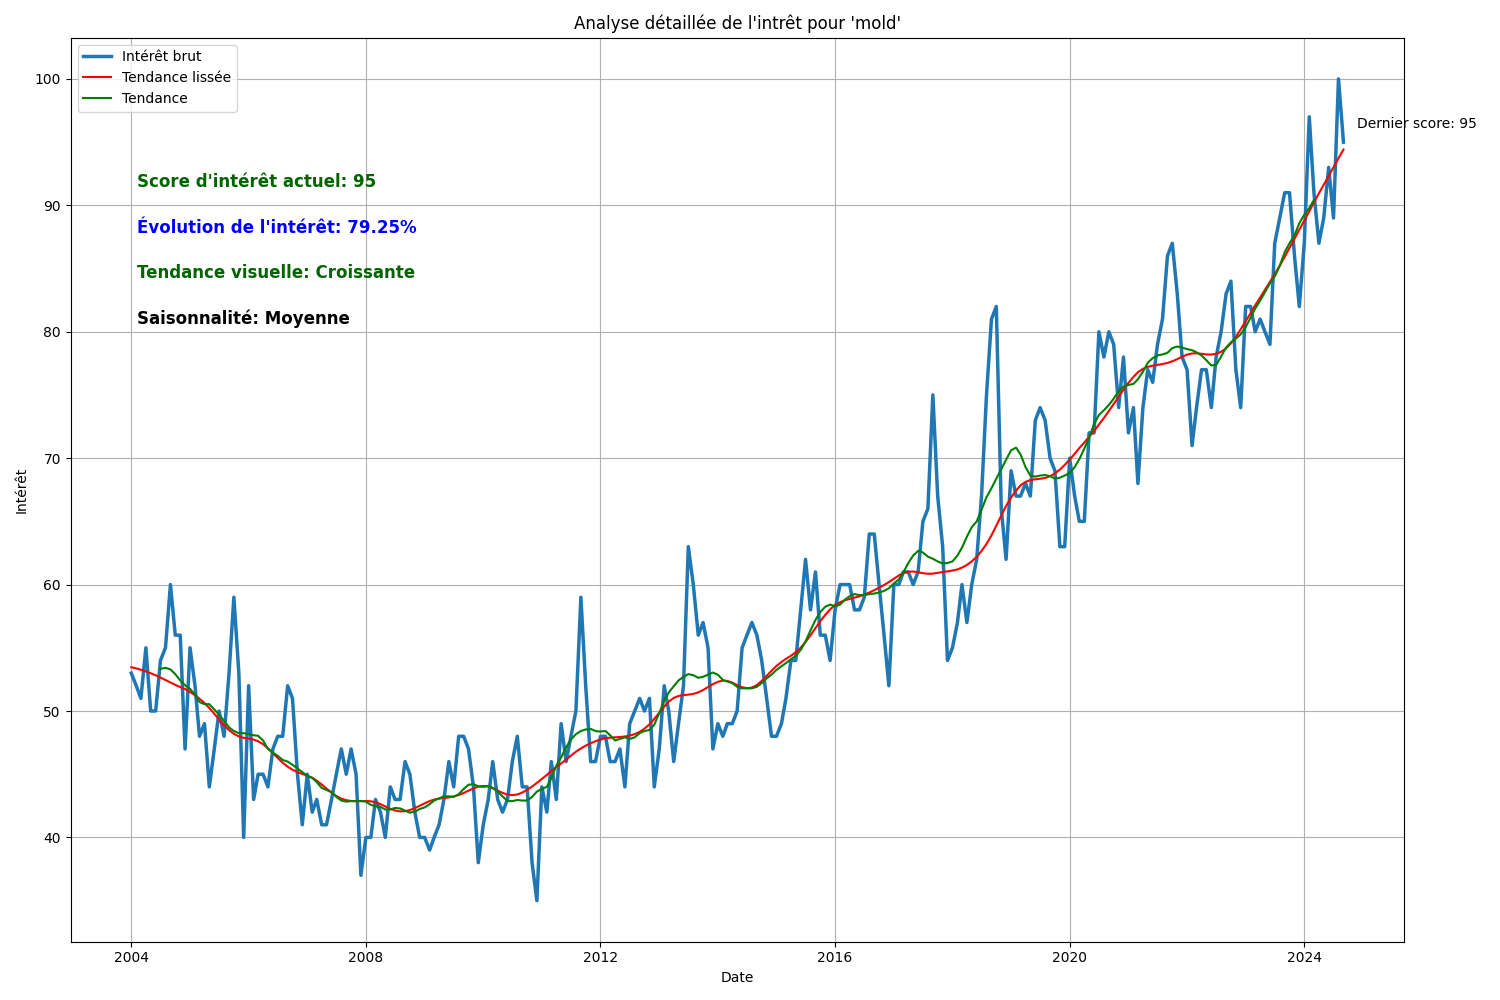 Analyse détaillée de l'intrêt pour 'mold'
Intérêt brut
Tendance lissée
Tendance
Dernier score: 95
Score d'intérêt actuel: 95
Évolution de l'intérêt: 79.25%
Tendance visuelle: Croissante
Saisonnalité: Moyenne
Intérêt
100
90
80
70
60
50
40
2004
2008
2012
2016
2020
2024
Date